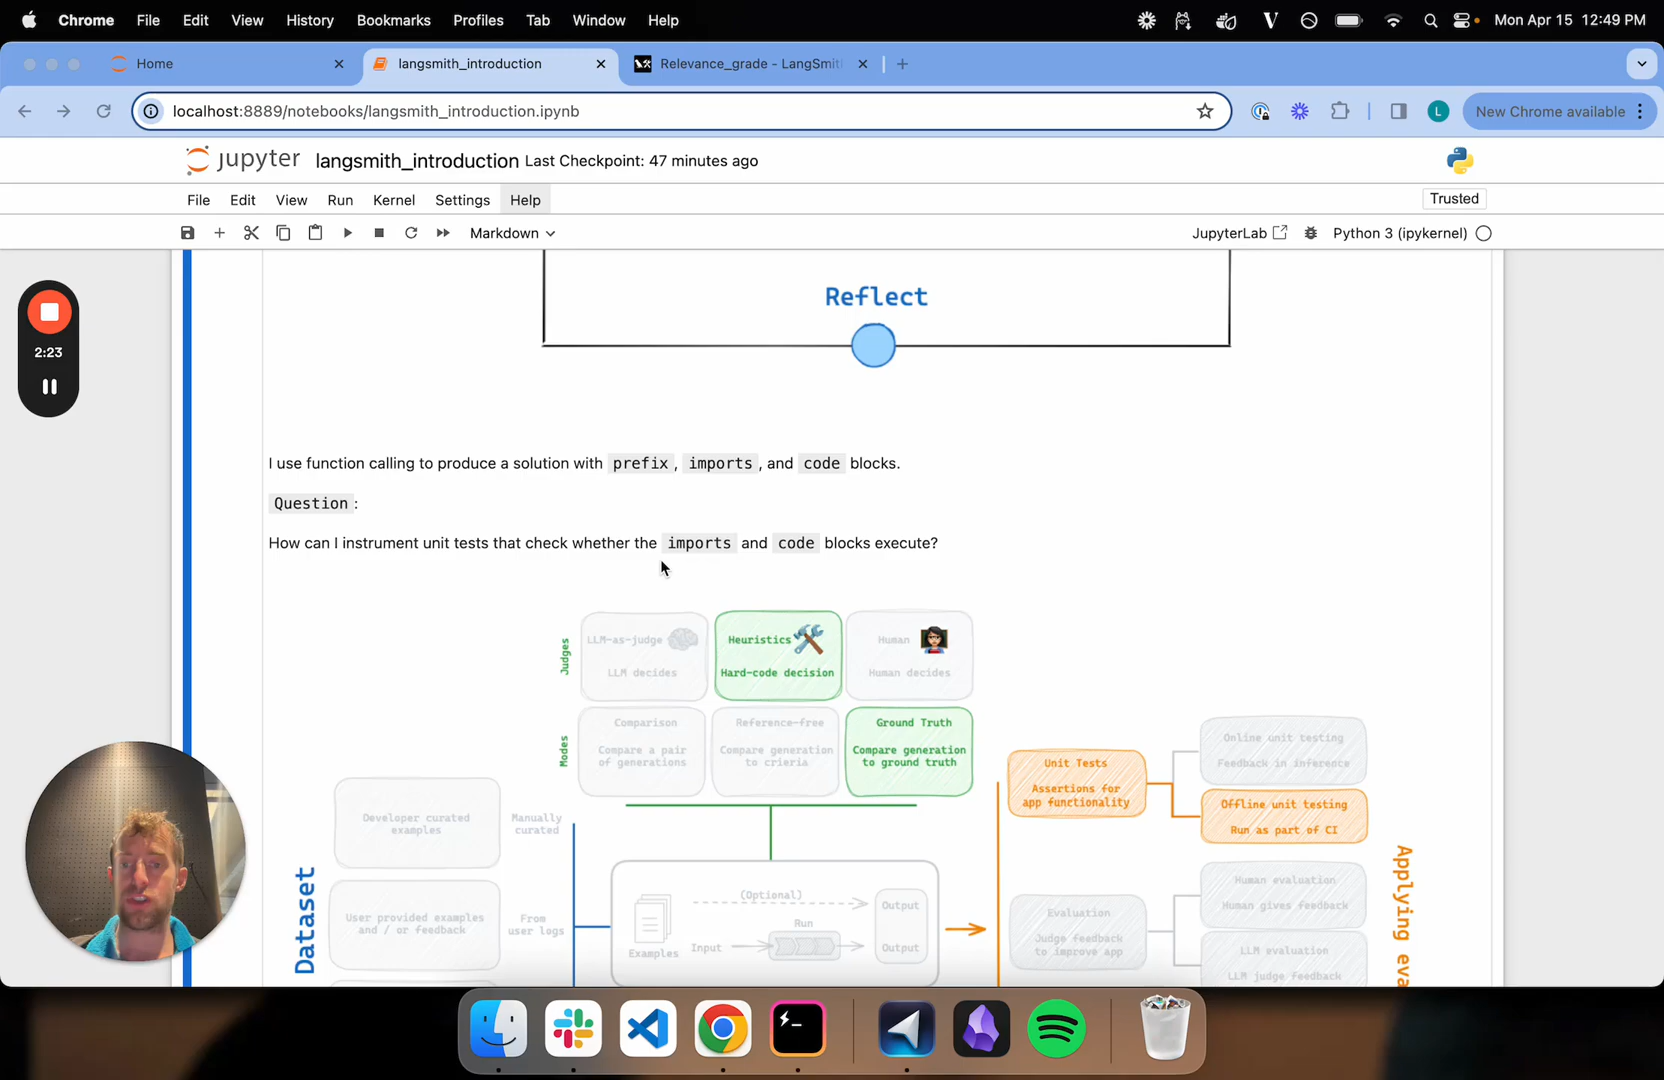 Chrome File Edit View History Bookmarks Profiles Tab Window Help Mon Apr 15 12:49 PM
Home langsmith_introduction Relevance_grade - LangSmit
localhost:8889/notebooks/langsmith_introduction.ipynb L New Chrome available
jupyter langsmith_introduction Last Checkpoint: 47 minutes ago
File Edit View Run Kernel Settings Help Trusted
Markdown JupyterLab Python 3 (ipykernel)
Reflect
2:23
I use function calling to produce a solution with prefix, imports, and code blocks.
Question:
How can I instrument unit tests that check whether the imports and code blocks execute?
Judges
LLM-as-judge
LLM decides
Heuristics
Hard-code decision
Human
Human decides
Modes
Comparison
Compare a pair
of generations
Reference-free
Compare generation
to crieria
Ground Truth
Compare generation
to ground truth
Dataset
Developer curated
examples
Manually
curated
User provided examples
and / or feedback
From
user logs
Examples
(Optional)
Input
Run
Output
Output
Unit Tests
Assertions for
app functionality
Online unit testing
Feedback in inference
Offline unit testing
Run as part of CI
Evaluation
Judge feedback
to improve app
Human evaluation
Human gives feedback
LLM evaluation
LLM judge feedback
Applying eva